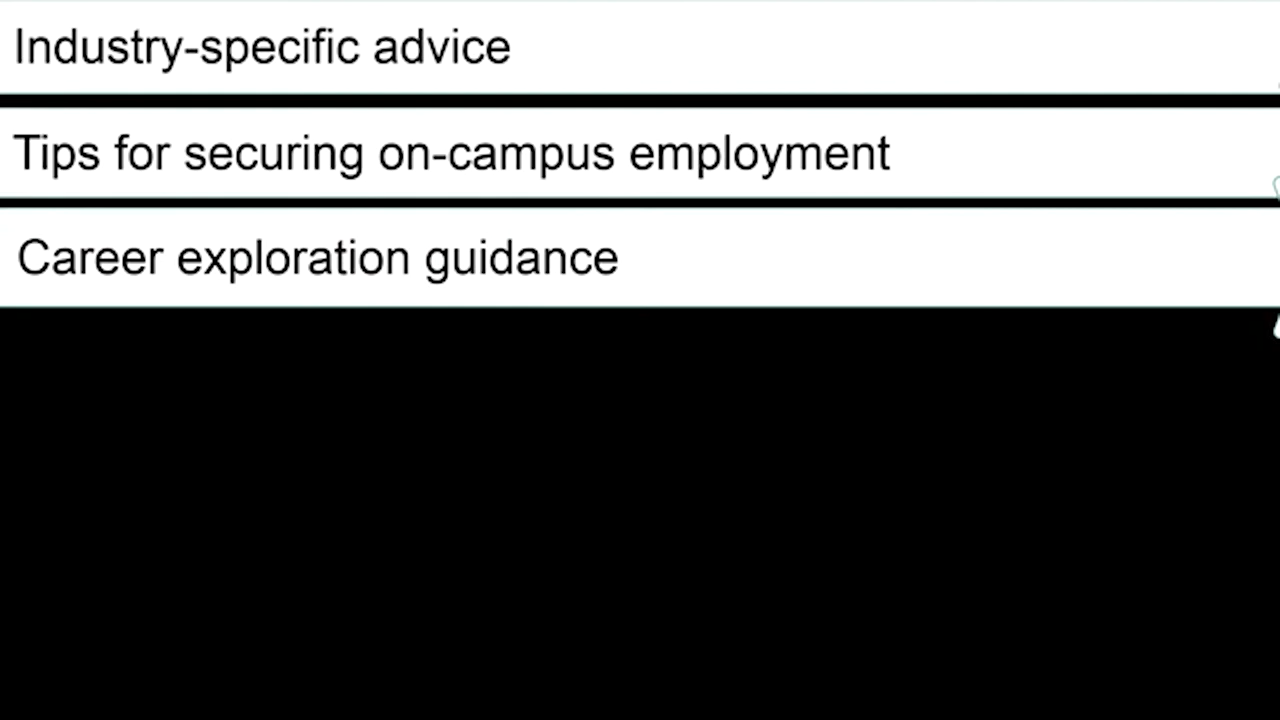 Industry-specific advice
Tips for securing on-campus employment
Career exploration guidance